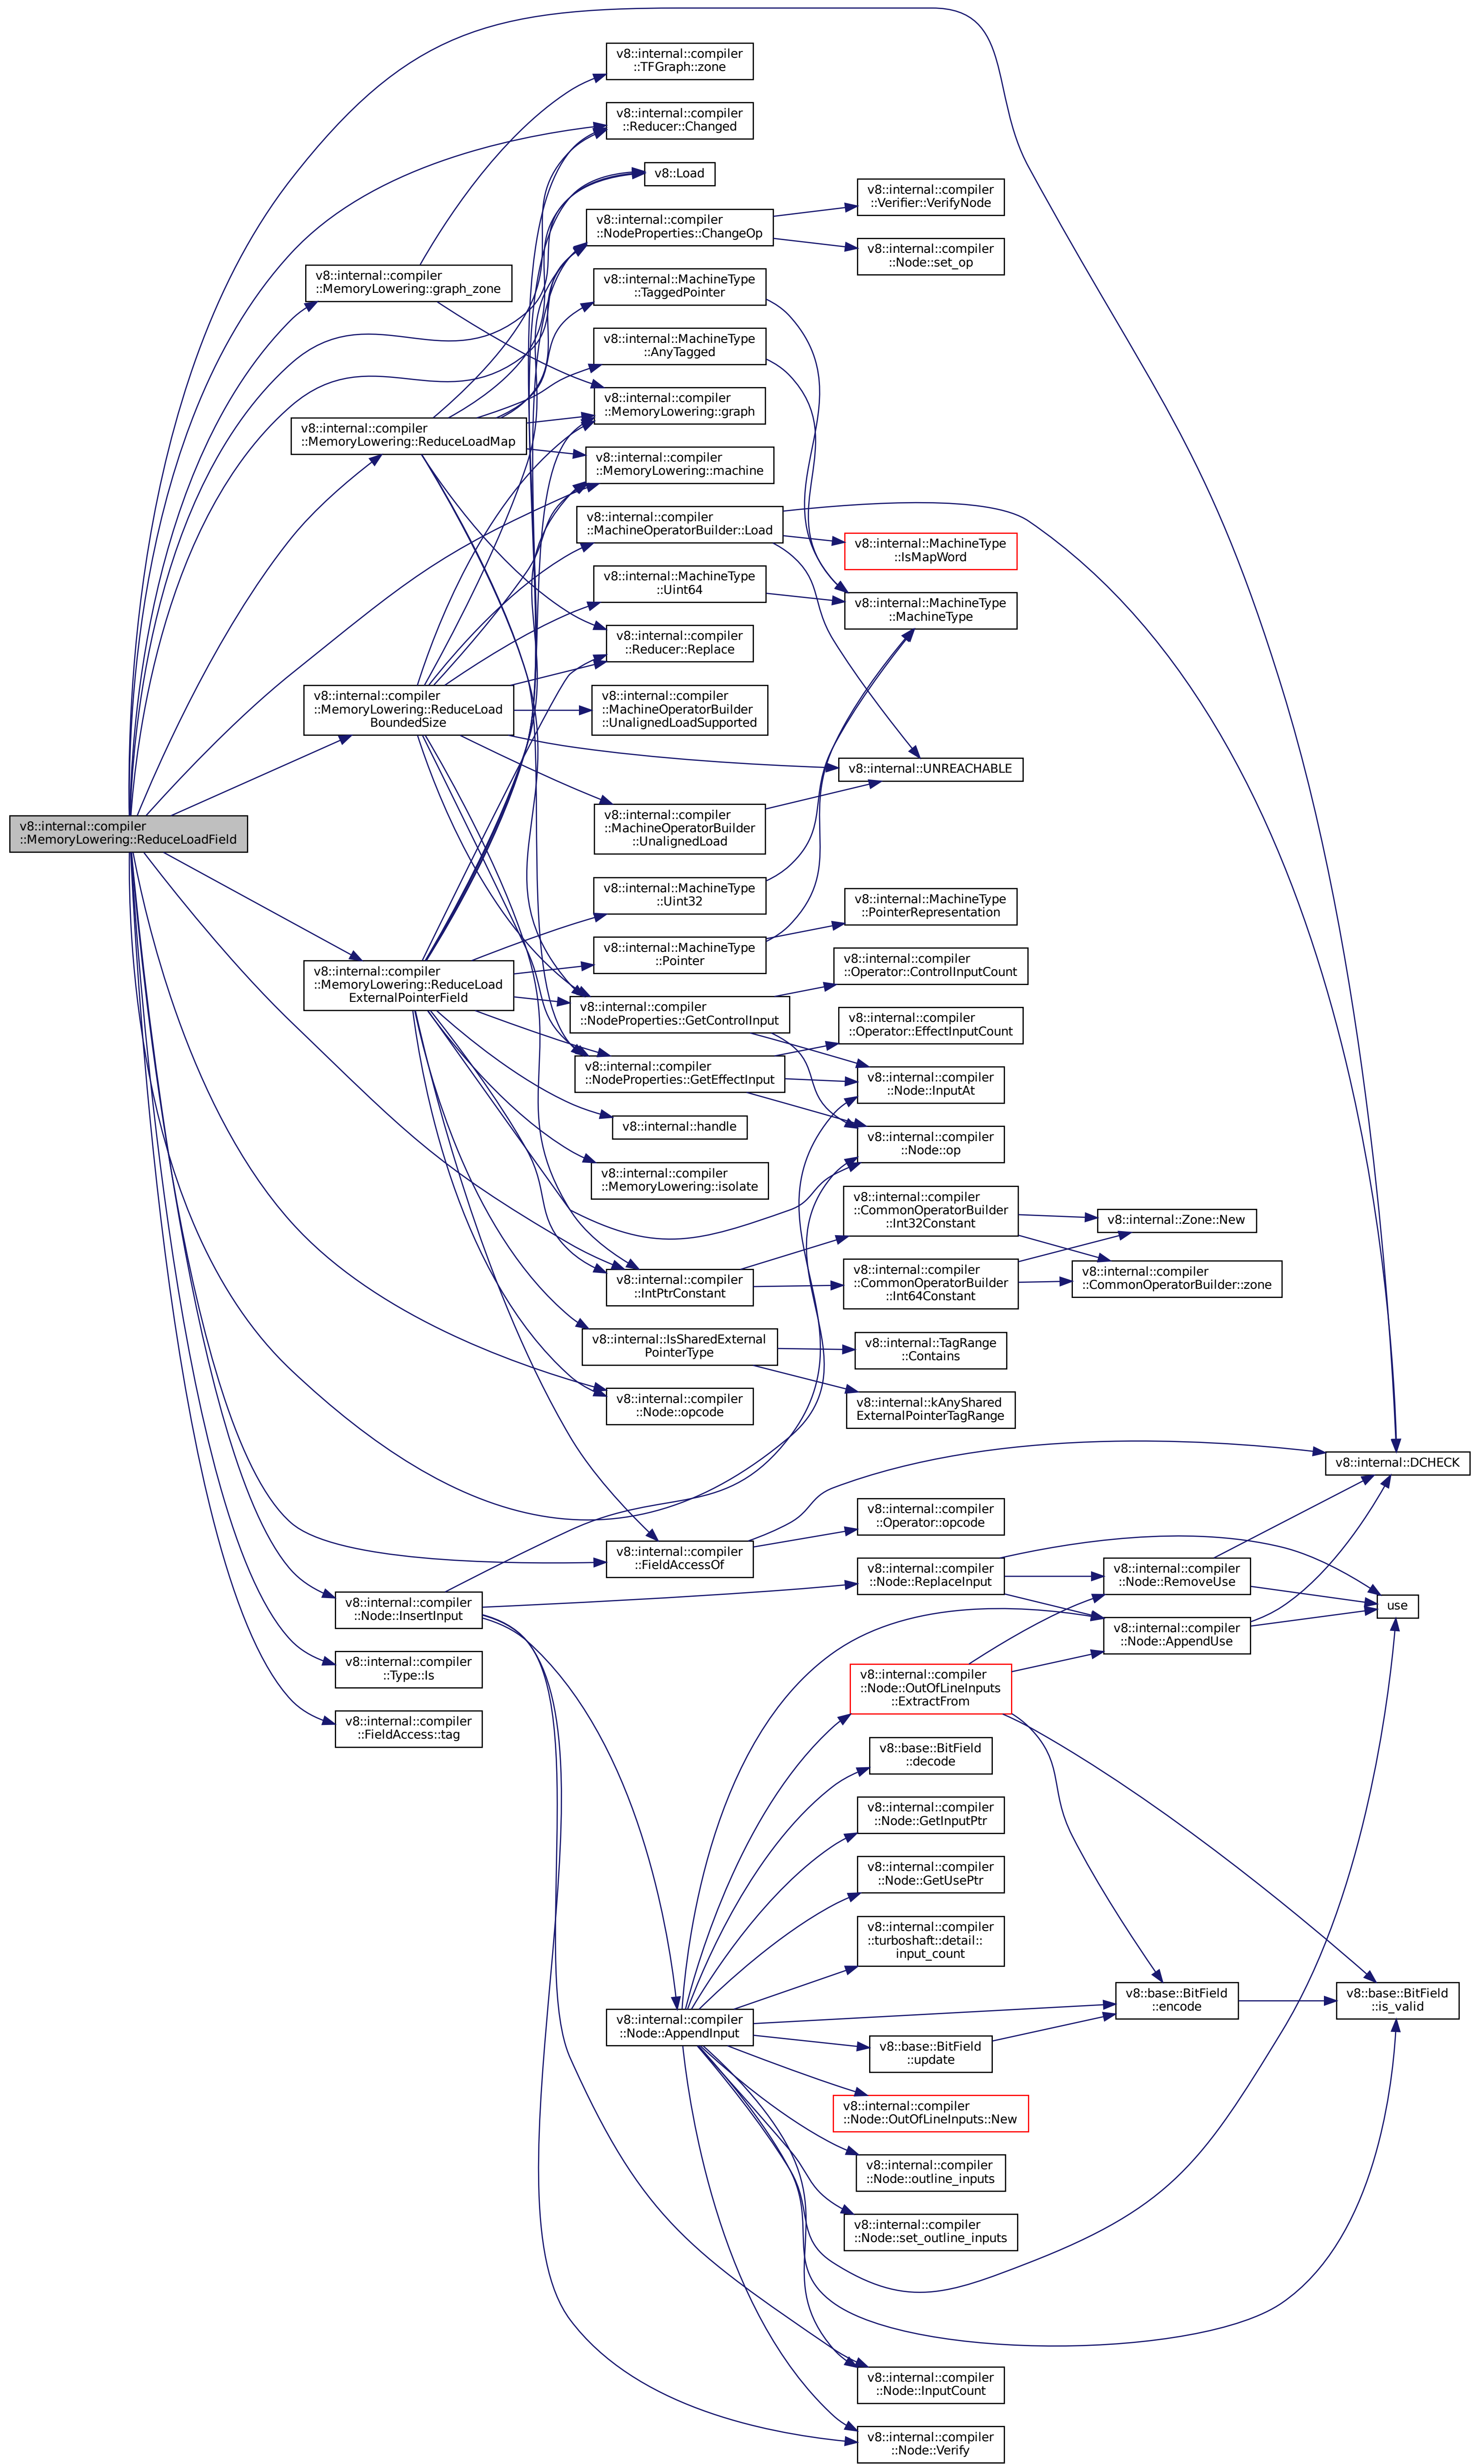 v8::internal::compiler
::TFGraph::zone
v8::internal::compiler
::Reducer::Changed
v8::Load
v8::internal::compiler
::Verifier::VerifyNode
v8::internal::compiler
::NodeProperties::ChangeOp
v8::internal::compiler
::Node::set_op
v8::internal::compiler
::MemoryLowering::graph_zone
v8::internal::MachineType
::TaggedPointer
v8::internal::MachineType
::AnyTagged
v8::internal::compiler
::MemoryLowering::graph
v8::internal::compiler
::MemoryLowering::ReduceLoadMap
v8::internal::compiler
::MemoryLowering::machine
v8::internal::compiler
::MachineOperatorBuilder::Load
v8::internal::MachineType
::IsMapWord
v8::internal::MachineType
::Uint64
v8::internal::MachineType
::MachineType
v8::internal::compiler
::Reducer::Replace
v8::internal::compiler
::MemoryLowering::ReduceLoad
BoundedSize
v8::internal::compiler
::MachineOperatorBuilder
::UnalignedLoadSupported
v8::internal::UNREACHABLE
v8::internal::compiler
::MemoryLowering::ReduceLoadField
v8::internal::compiler
::MachineOperatorBuilder
::UnalignedLoad
v8::internal::MachineType
::Uint32
v8::internal::MachineType
::PointerRepresentation
v8::internal::MachineType
::Pointer
v8::internal::compiler
::Operator::ControlInputCount
v8::internal::compiler
::MemoryLowering::ReduceLoad
ExternalPointerField
v8::internal::compiler
::NodeProperties::GetControlInput
v8::internal::compiler
::Operator::EffectInputCount
v8::internal::compiler
::NodeProperties::GetEffectInput
v8::internal::compiler
::Node::InputAt
v8::internal::handle
v8::internal::compiler
::Node::op
v8::internal::compiler
::MemoryLowering::isolate
v8::internal::compiler
::CommonOperatorBuilder
::Int32Constant
v8::internal::Zone::New
v8::internal::compiler
::IntPtrConstant
v8::internal::compiler
::CommonOperatorBuilder
::Int64Constant
v8::internal::compiler
::CommonOperatorBuilder::zone
v8::internal::IsSharedExternal
PointerType
v8::internal::TagRange
::Contains
v8::internal::compiler
::Node::opcode
v8::internal::kAnyShared
ExternalPointerTagRange
v8::internal::DCHECK
v8::internal::compiler
::Operator::opcode
v8::internal::compiler
::FieldAccessOf
v8::internal::compiler
::Node::ReplaceInput
v8::internal::compiler
::Node::RemoveUse
v8::internal::compiler
::Node::InsertInput
use
v8::internal::compiler
::Node::AppendUse
v8::internal::compiler
::Type::Is
v8::internal::compiler
::Node::OutOfLineInputs
::ExtractFrom
v8::internal::compiler
::FieldAccess::tag
v8::base::BitField
::decode
v8::internal::compiler
::Node::GetInputPtr
v8::internal::compiler
::Node::GetUsePtr
v8::internal::compiler
::turboshaft::detail::
input_count
v8::base::BitField
::encode
v8::base::BitField
::is_valid
v8::internal::compiler
::Node::AppendInput
v8::base::BitField
::update
v8::internal::compiler
::Node::OutOfLineInputs::New
v8::internal::compiler
::Node::outline_inputs
v8::internal::compiler
::Node::set_outline_inputs
v8::internal::compiler
::Node::InputCount
v8::internal::compiler
::Node::Verify